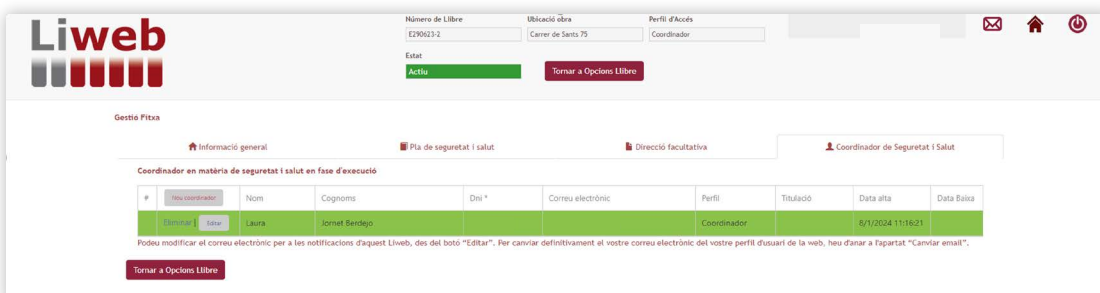 Liweb
Número de Llibre
Ubicació obra
Perfil d'Accés
E290623-2
Carrer de Sants 75
Coordinador
Estat
Actiu
Tornar a Opcions Llibre
Gestió Fitxa
Informació general
Pla de seguretat i salut
Direcció facultativa
Coordinador de Seguretat i Salut
Coordinador en matèria de seguretat i salut en fase d'execució
# Nou coordinador Nom Cognoms Dni * Correu electrònic Perfil Titulació Data alta Data Baixa
Eliminar | Editar Laura Jornet Berdejo Coordinador 8/1/2024 11:16:21
Podeu modificar el correu electrònic per a les notificacions d'aquest Liweb, des del botó "Editar". Per canviar definitivament el vostre correu electrònic del vostre perfil d'usuari de la web, heu d'anar a l'apartat "Canviar email".
Tornar a Opcions Llibre